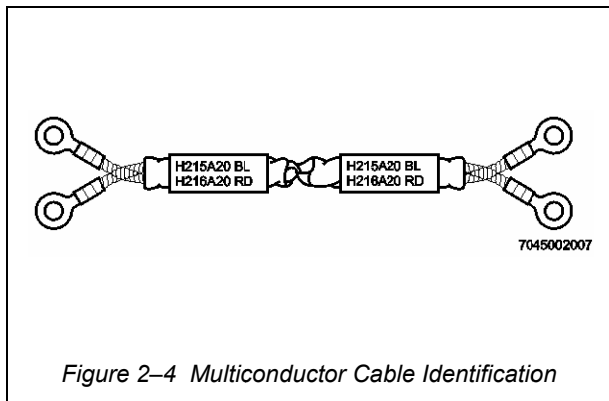 H215A20 BL H215A20 BL
H216A20 RD H216A20 RD
7045002007
Figure 2–4 Multiconductor Cable Identification